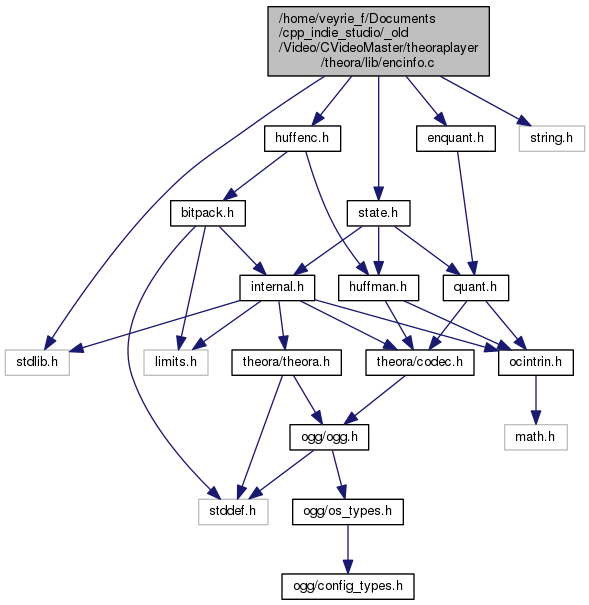 /home/veyrie_f/Documents
/cpp_indie_studio/_old
/Video/CVideoMaster/theoraplayer
/theora/lib/encinfo.c
huffenc.h
enquant.h
string.h
bitpack.h
state.h
internal.h
huffman.h
quant.h
stdlib.h
limits.h
theora/theora.h
theora/codec.h
ocintrin.h
ogg/ogg.h
math.h
stddef.h
ogg/os_types.h
ogg/config_types.h